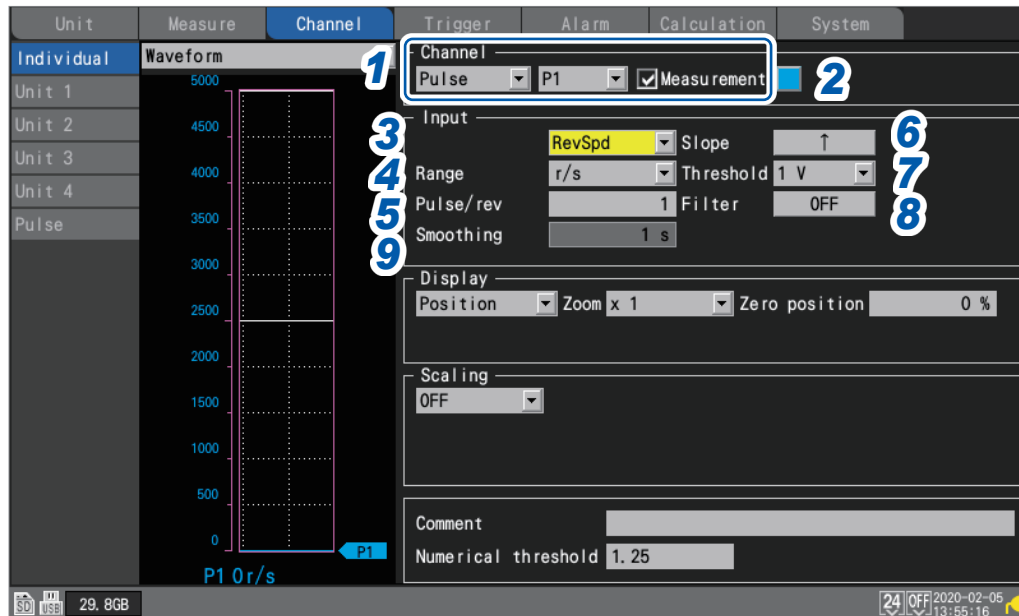 Unit Measure Channel Trigger Alarm Calculation System
Individual
Unit 1
Unit 2
Unit 3
Unit 4
Pulse
Waveform
5000
4500
4000
3500
3000
2500
2000
1500
1000
500
0
P1
P1 0r/s
1
Channel
Pulse P1 Measurement
2
Input
3
RevSpd Slope ↑
6
4
Range r/s Threshold 1 V
7
5
Pulse/rev 1 Filter OFF
8
9
Smoothing 1 s
Display
Position Zoom x 1 Zero position 0 %
Scaling
OFF
Comment
Numerical threshold 1.25
SD USB 29.8GB
24 OFF 2020-02-05
13:55:16